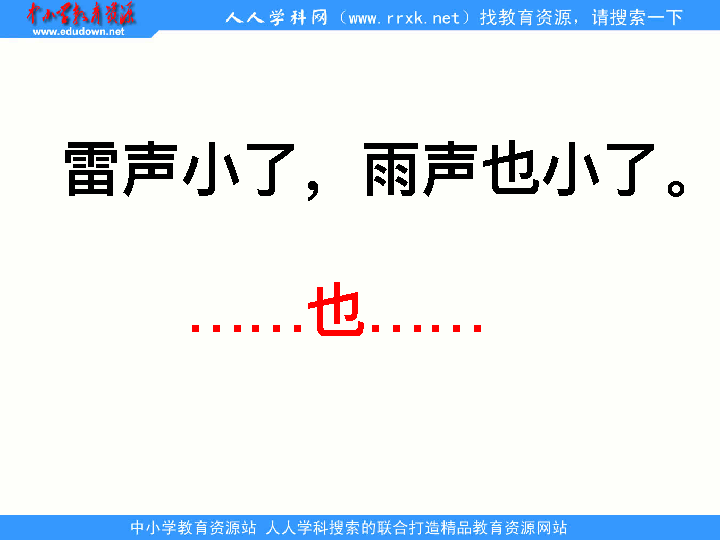 中小学教育资源
www.edudown.net
人人学科网（www.rrxk.net）找教育资源，请搜索一下
雷声小了，雨声也小了。
……也……
中小学教育资源站 人人学科搜索的联合打造精品教育资源网站